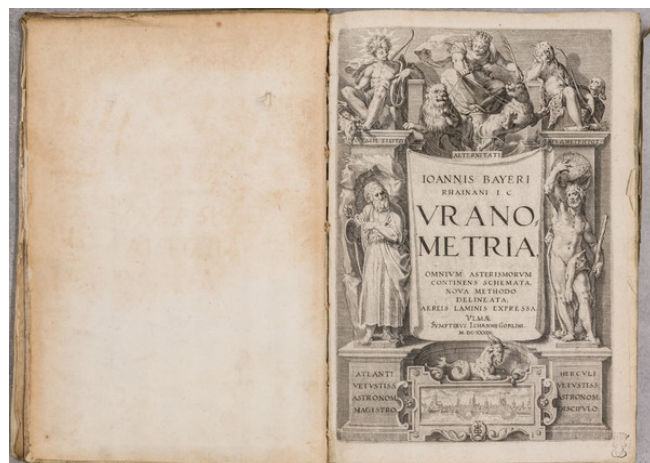 AETERNITATI
IOANNIS BAYERI
RHAINANI I. C.
VRANO,
METRIA,
OMNIVM ASTERISMORVM
CONTINENS SCHEMATA,
NOVA METHODO
DELINEATA,
AEREIS LAMINIS EXPRESSA.
VLMÆ
SVMPTIBVS IOHANNIS GORLINI.
ATLANTI
VETVSTISS.
ASTRONOM.
MAGISTRO.
HERCVLI
VETVSTISS.
ASTRONOM.
DISCIPVLO.